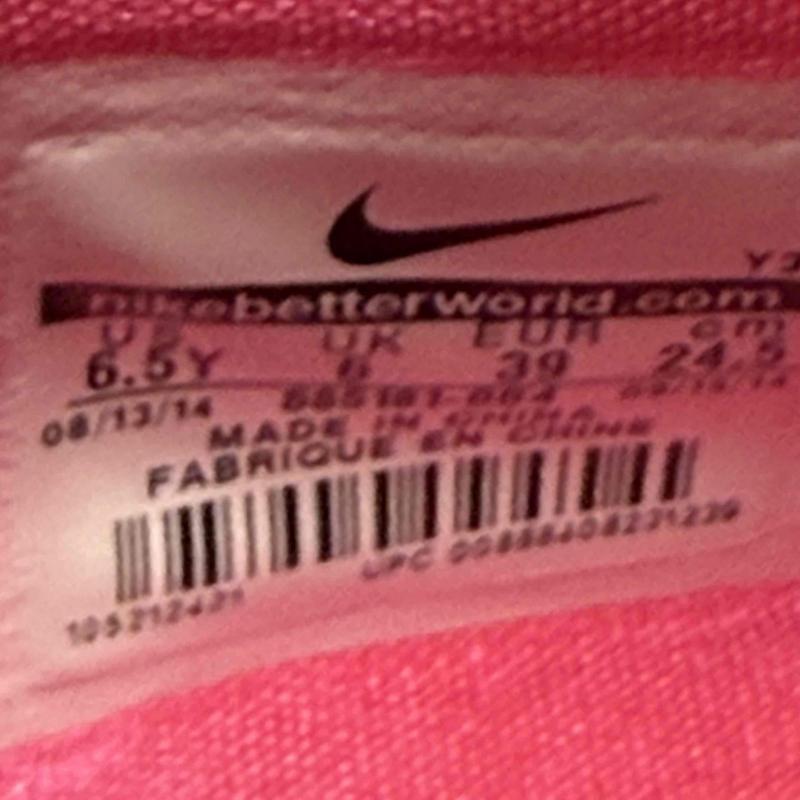 nikebetterworld.com
US UK EUR cm
6.5Y 6 39 24.5
08/13/14
MADE IN CHINA
FABRIQUE EN CHINE
UPC
105212421